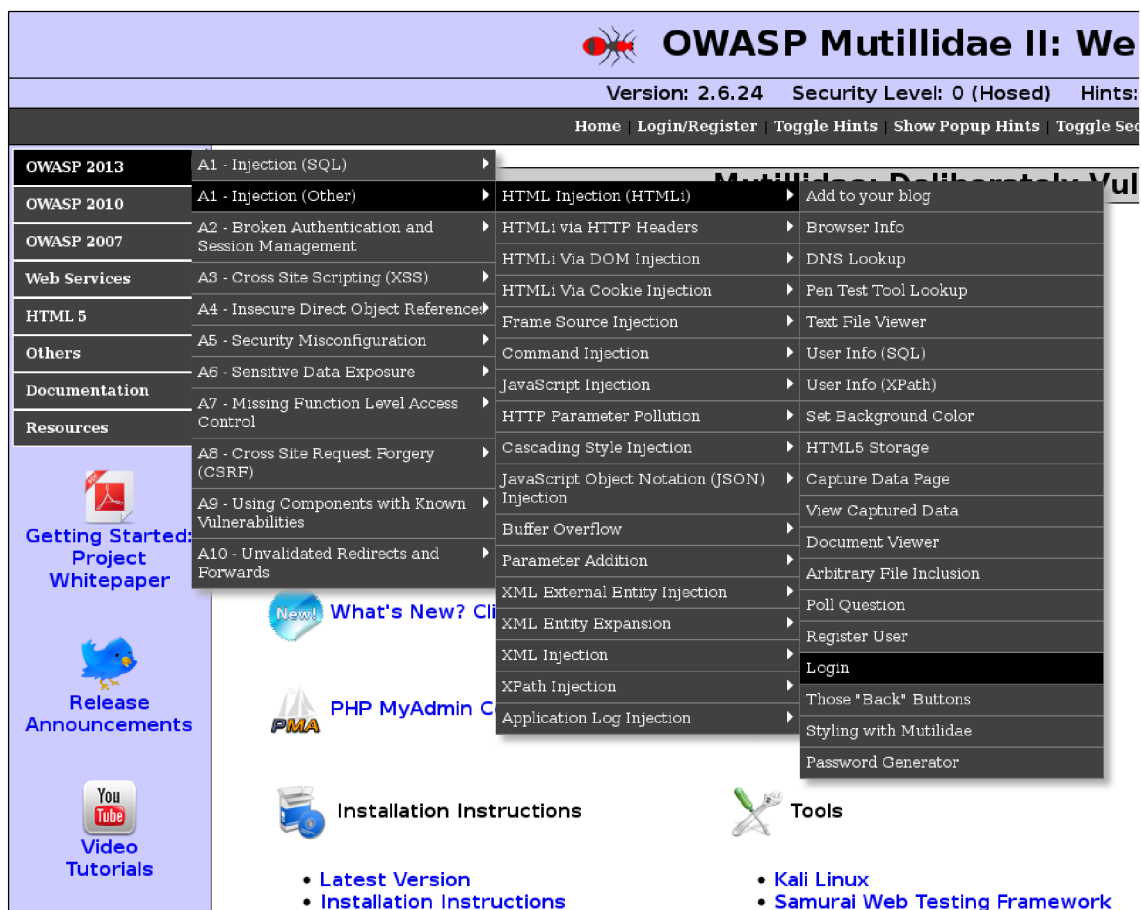 OWASP Mutillidae II: We
Version: 2.6.24 Security Level: 0 (Hosed) Hints:
Home | Login/Register | Toggle Hints | Show Popup Hints | Toggle Sec
OWASP 2013
OWASP 2010
OWASP 2007
Web Services
HTML 5
Others
Documentation
Resources
A1 - Injection (SQL)
A1 - Injection (Other)
A2 - Broken Authentication and
Session Management
A3 - Cross Site Scripting (XSS)
A4 - Insecure Direct Object References
A5 - Security Misconfiguration
A6 - Sensitive Data Exposure
A7 - Missing Function Level Access
Control
A8 - Cross Site Request Forgery
(CSRF)
A9 - Using Components with Known
Vulnerabilities
A10 - Unvalidated Redirects and
Forwards
Mutillidae: Deliberately Vul
HTML Injection (HTMLi)
HTMLi via HTTP Headers
HTMLi Via DOM Injection
HTMLi Via Cookie Injection
Frame Source Injection
Command Injection
JavaScript Injection
HTTP Parameter Pollution
Cascading Style Injection
JavaScript Object Notation (JSON)
Injection
Buffer Overflow
Parameter Addition
XML External Entity Injection
XML Entity Expansion
XML Injection
XPath Injection
Application Log Injection
Add to your blog
Browser Info
DNS Lookup
Pen Test Tool Lookup
Text File Viewer
User Info (SQL)
User Info (XPath)
Set Background Color
HTML5 Storage
Capture Data Page
View Captured Data
Document Viewer
Arbitrary File Inclusion
Poll Question
Register User
Login
Those "Back" Buttons
Styling with Mutilidae
Password Generator
PDF
Getting Started:
Project
Whitepaper
Release
Announcements
You
Tube
Video
Tutorials
New!
What's New? Cli
PMA
PHP MyAdmin C
Installation Instructions
• Latest Version
• Installation Instructions
Tools
• Kali Linux
• Samurai Web Testing Framework